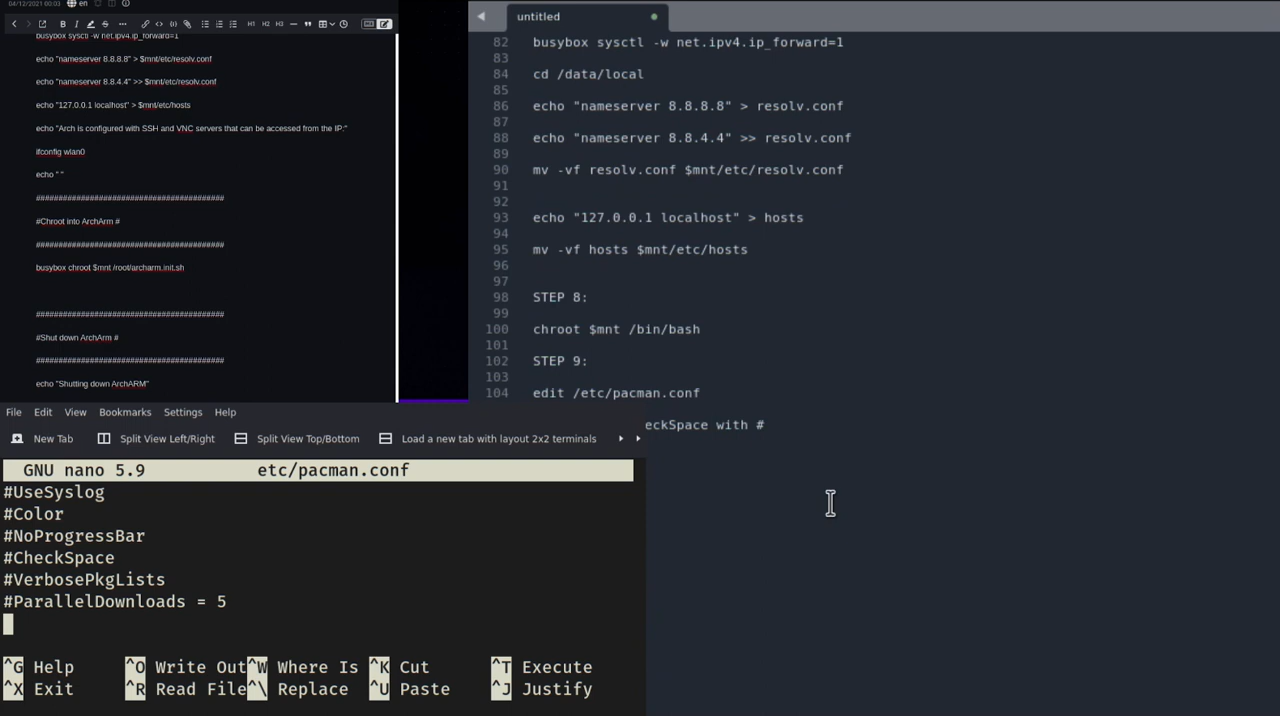 04/12/2021 00:03 en
B I S H1 H2 H3
busybox sysctl -w net.ipv4.ip_forward=1
echo "nameserver 8.8.8.8" > $mnt/etc/resolv.conf
echo "nameserver 8.8.4.4" >> $mnt/etc/resolv.conf
echo "127.0.0.1 localhost" > $mnt/etc/hosts
echo "Arch is configured with SSH and VNC servers that can be accessed from the IP:"
ifconfig wlan0
echo " "
##########################################
#Chroot into ArchArm #
##########################################
busybox chroot $mnt /root/archarm.init.sh
##########################################
#Shut down ArchArm #
##########################################
echo "Shutting down ArchARM"
untitled
82 busybox sysctl -w net.ipv4.ip_forward=1
83
84 cd /data/local
85
86 echo "nameserver 8.8.8.8" > resolv.conf
87
88 echo "nameserver 8.8.4.4" >> resolv.conf
89
90 mv -vf resolv.conf $mnt/etc/resolv.conf
91
92
93 echo "127.0.0.1 localhost" > hosts
94
95 mv -vf hosts $mnt/etc/hosts
96
97
98 STEP 8:
99
100 chroot $mnt /bin/bash
101
102 STEP 9:
103
104 edit /etc/pacman.conf
eckSpace with #
File Edit View Bookmarks Settings Help
New Tab Split View Left/Right Split View Top/Bottom Load a new tab with layout 2x2 terminals
GNU nano 5.9 etc/pacman.conf
#UseSyslog
#Color
#NoProgressBar
#CheckSpace
#VerbosePkgLists
#ParallelDownloads = 5
^G Help ^O Write Out ^W Where Is ^K Cut ^T Execute
^X Exit ^R Read File ^\ Replace ^U Paste ^J Justify